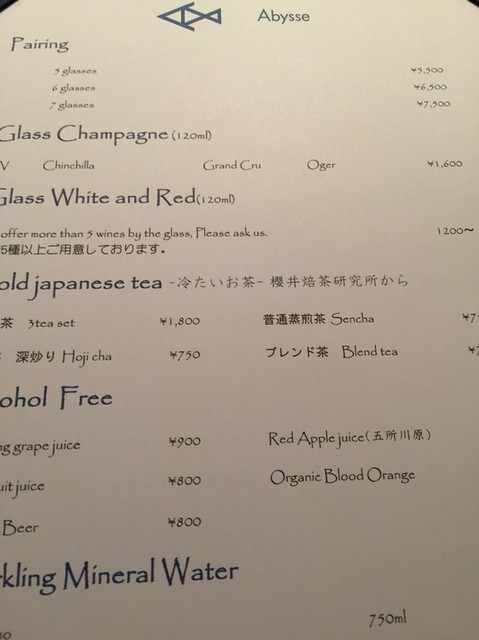 Abysse
Pairing
5 glasses ¥5,500
6 glasses ¥6,500
7 glasses ¥7,500
Glass Champagne (120ml)
V Chinchilla Grand Cru Oger ¥1,600
Glass White and Red (120ml)
offer more than 5 wines by the glass, Please ask us. 1200〜
5種以上ご用意しております。
old japanese tea -冷たいお茶- 櫻井焙茶研究所から
茶 3tea set ¥1,800 普通蒸煎茶 Sencha
深炒り Hoji cha ¥750 ブレンド茶 Blend tea
ohol Free
ng grape juice ¥900 Red Apple juice (五所川原)
uit juice ¥800 Organic Blood Orange
Beer ¥800
rkling Mineral Water
750ml